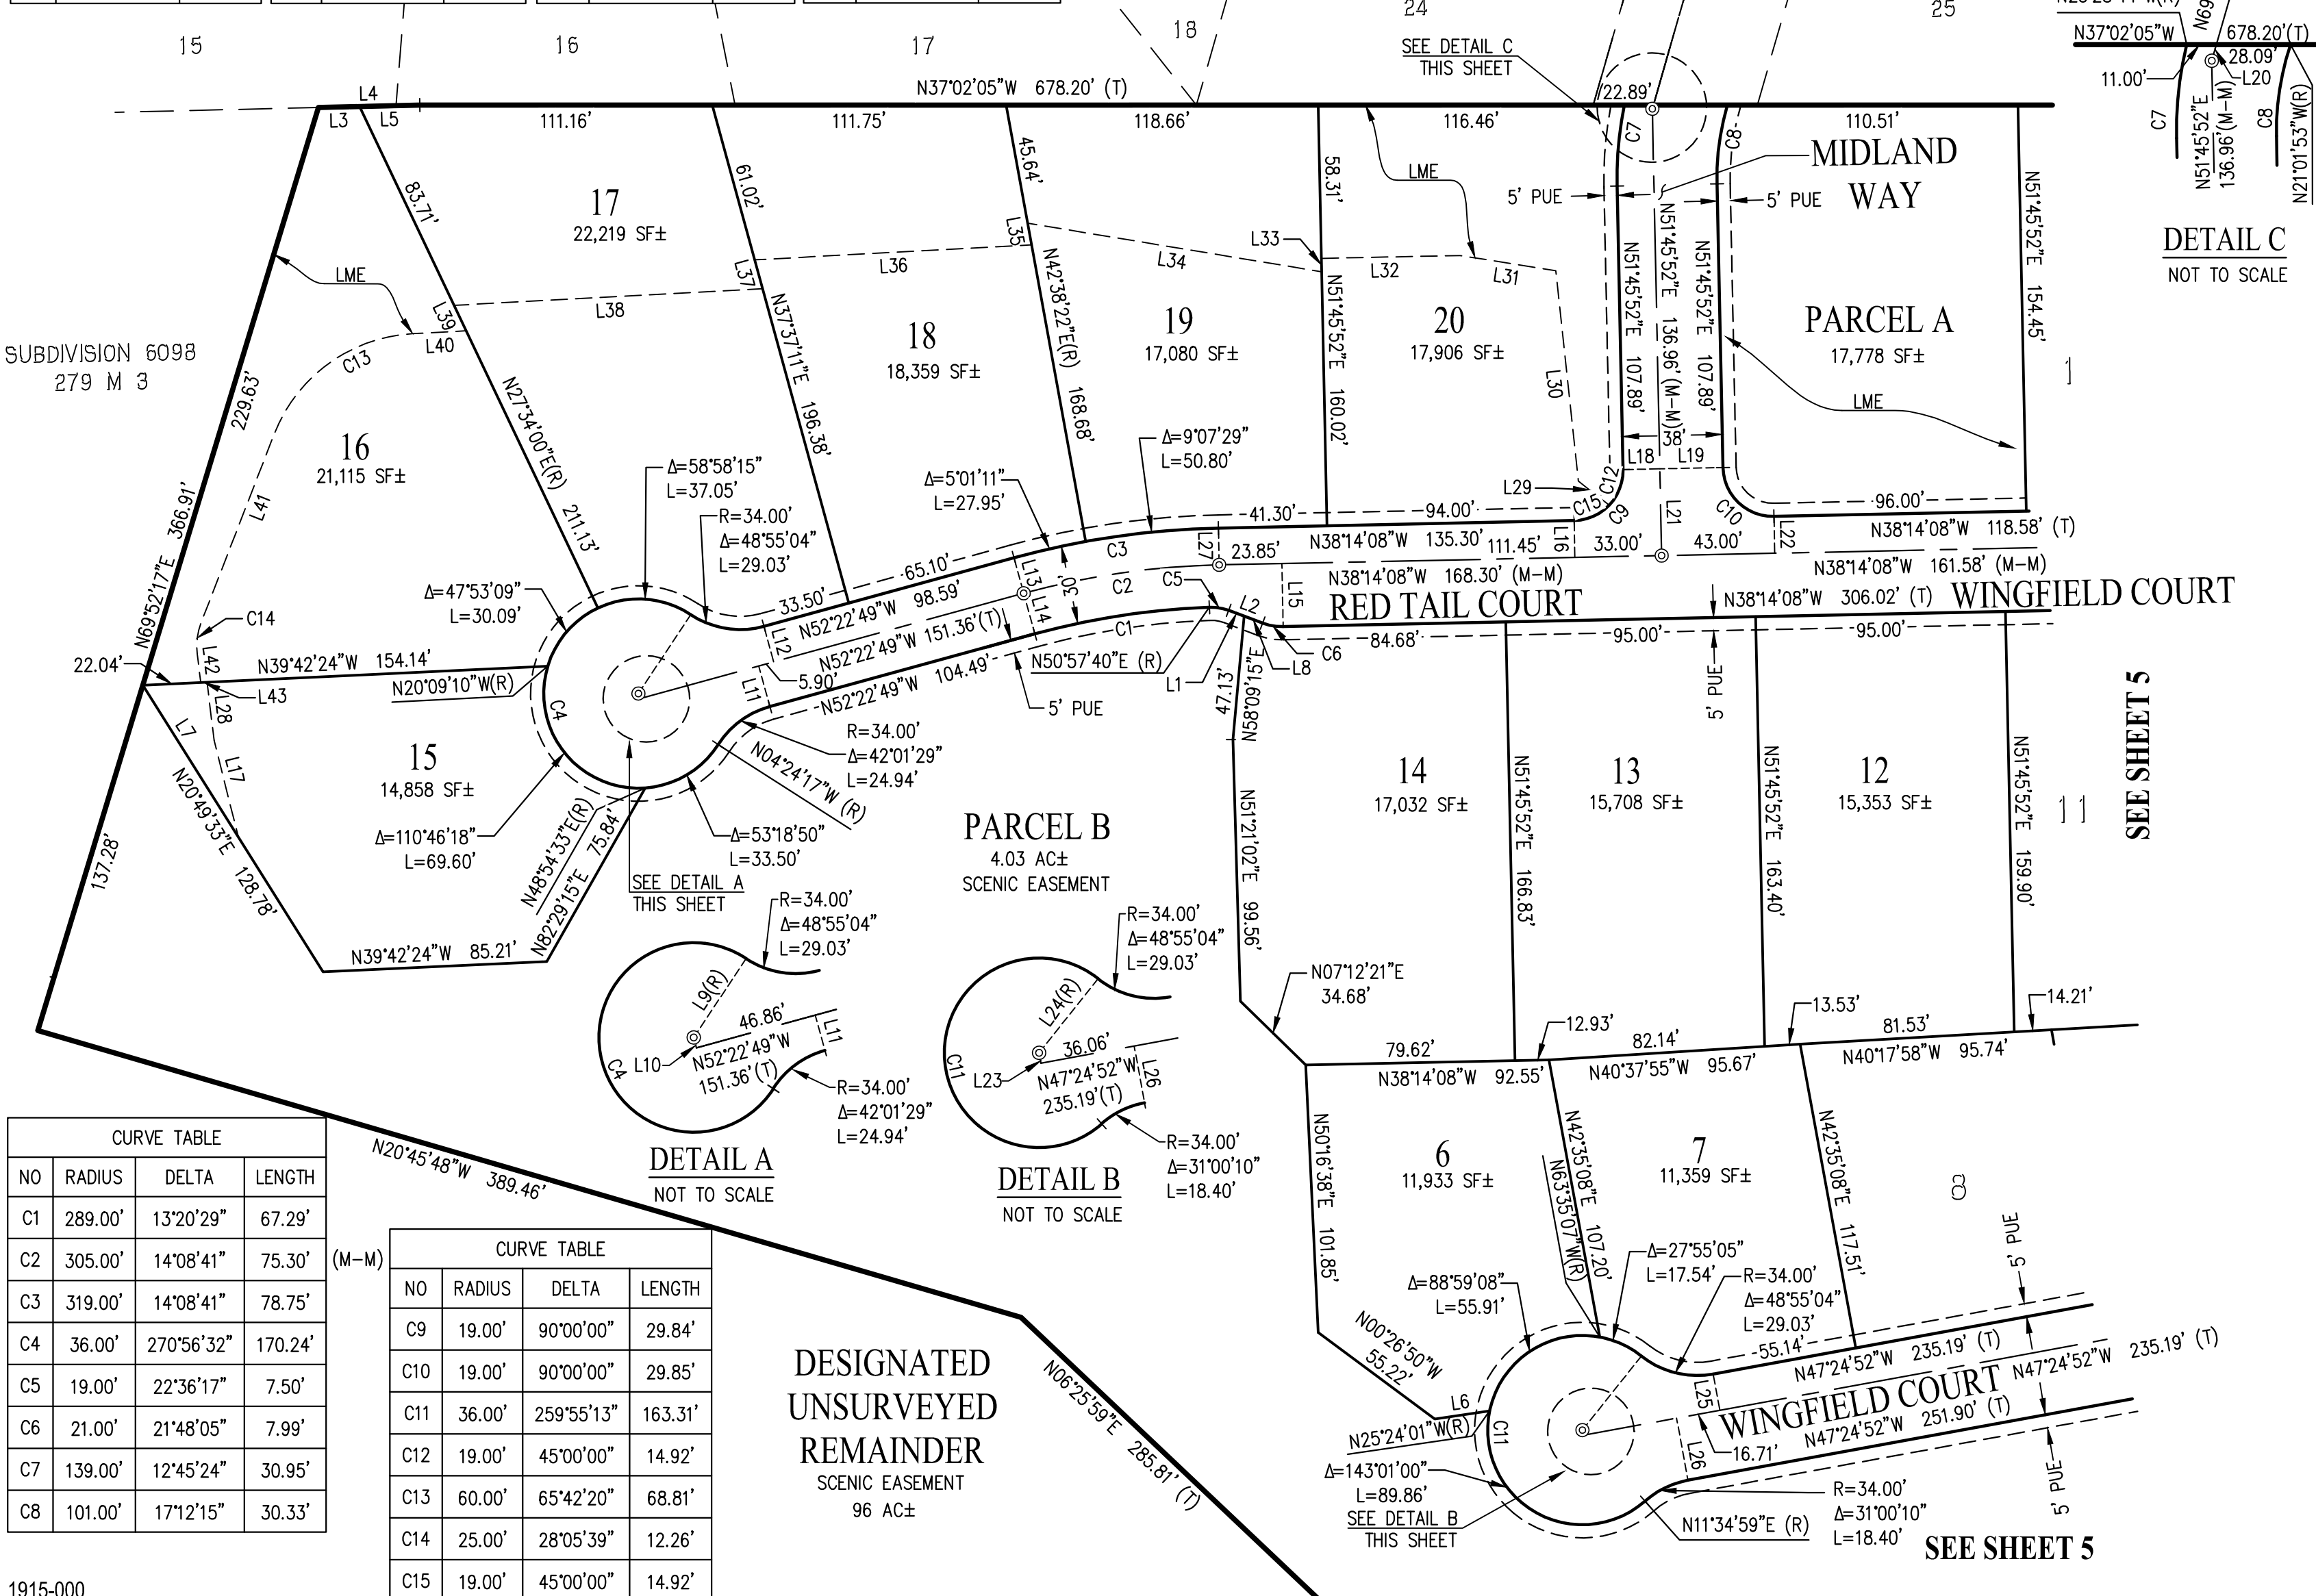 15
16
17
18
24
25
SEE DETAIL C
THIS SHEET
N37°02'05"W 678.20' (T)
22.89'
L4
L3
L5
111.16'
111.75'
118.66'
116.46'
110.51'
N37°02'05"W
678.20'(T)
28.09'
11.00'
L20
C7
N51°45'52"E
136.96'(M-M)
C8
N21°01'53"W(R)
DETAIL C
NOT TO SCALE
83.71'
17
22,219 SF±
61.02'
45.64'
58.31'
LME
C7
C8
MIDLAND
WAY
5' PUE
5' PUE
N51°45'52"E 154.45'
LME
L39
L40
L38
L37
L36
L35
L34
L33
L32
L31
L30
SUBDIVISION 6098
279 M 3
C13
229.63'
N69°52'17"E 366.91'
16
21,115 SF±
L41
N27°34'00"E(R) 211.13'
N37°37'11"E 196.38'
18
18,359 SF±
N42°38'22"E(R) 168.68'
19
17,080 SF±
N51°45'52"E 160.02'
20
17,906 SF±
N51°45'52"E 107.89'
N51°45'52"E 136.96'(M-M)
N51°45'52"E 107.89'
PARCEL A
17,778 SF±
LME
1
38'
L18
L19
Δ=58°58'15"
L=37.05'
R=34.00'
Δ=48°55'04"
L=29.03'
Δ=5°01'11"
L=27.95'
Δ=9°07'29"
L=50.80'
L29
C12
C15
C9
C10
96.00'
N38°14'08"W 118.58' (T)
41.30'
94.00'
L27
23.85'
N38°14'08"W 135.30'
111.45'
L16
33.00'
L21
43.00'
L22
N38°14'08"W 168.30' (M-M)
N38°14'08"W 161.58' (M-M)
RED TAIL COURT
N38°14'08"W 306.02' (T)
WINGFIELD COURT
Δ=47°53'09"
L=30.09'
33.50'
65.10'
N52°22'49"W 98.59'
N52°22'49"W 151.36'(T)
N52°22'49"W 104.49'
L12
L13
L14
30'
C3
C2
C1
C5
L2
L15
C6
L8
L1
N50°57'40"E (R)
84.68'
95.00'
95.00'
5' PUE
5' PUE
C14
22.04'
L42
N39°42'24"W 154.14'
N20°09'10"W(R)
L43
L28
L17
L7
C4
5.90'
L11
N04°24'17"W (R)
R=34.00'
Δ=42°01'29"
L=24.94'
47.13'
N58°09'15"E
15
14,858 SF±
N20°49'33"E 128.78'
137.28'
Δ=110°46'18"
L=69.60'
N48°54'33"E(R)
N82°29'15"E 75.84'
Δ=53°18'50"
L=33.50'
SEE DETAIL A
THIS SHEET
N39°42'24"W 85.21'
PARCEL B
4.03 AC±
SCENIC EASEMENT
N51°21'02"E 99.56'
14
17,032 SF±
N51°45'52"E 166.83'
13
15,708 SF±
N51°45'52"E 163.40'
12
15,353 SF±
N51°45'52"E 159.90'
11
SEE SHEET 5
N07°12'21"E
34.68'
R=34.00'
Δ=48°55'04"
L=29.03'
L9(R)
46.86'
L11
L10
N52°22'49"W
151.36'(T)
C4
R=34.00'
Δ=42°01'29"
L=24.94'
DETAIL A
NOT TO SCALE
R=34.00'
Δ=48°55'04"
L=29.03'
L24(R)
36.06'
L23
N47°24'52"W
235.19'(T)
L26
C11
R=34.00'
Δ=31°00'10"
L=18.40'
DETAIL B
NOT TO SCALE
12.93'
13.53'
14.21'
79.62'
82.14'
81.53'
N38°14'08"W 92.55'
N40°37'55"W 95.67'
N40°17'58"W 95.74'
N50°16'38"E 101.85'
6
11,933 SF±
N63°35'07"W(R)
N42°35'08"E 107.20'
7
11,359 SF±
N42°35'08"E 117.51'
8
5' PUE
N20°45'48"W 389.46'
Δ=27°55'05"
L=17.54'
R=34.00'
Δ=48°55'04"
L=29.03'
Δ=88°59'08"
L=55.91'
N00°26'50"W
55.22'
L6
N25°24'01"W(R)
C11
55.14'
N47°24'52"W 235.19' (T)
N47°24'52"W 235.19' (T)
L25
WINGFIELD COURT
16.71'
N47°24'52"W 251.90' (T)
L26
5' PUE
Δ=143°01'00"
L=89.86'
SEE DETAIL B
THIS SHEET
N11°34'59"E (R)
R=34.00'
Δ=31°00'10"
L=18.40'
SEE SHEET 5
N06°25'59"E 285.81' (T)
DESIGNATED
UNSURVEYED
REMAINDER
SCENIC EASEMENT
96 AC±
CURVE TABLE
NO RADIUS DELTA LENGTH
C1 289.00' 13°20'29" 67.29'
C2 305.00' 14°08'41" 75.30' (M-M)
C3 319.00' 14°08'41" 78.75'
C4 36.00' 270°56'32" 170.24'
C5 19.00' 22°36'17" 7.50'
C6 21.00' 21°48'05" 7.99'
C7 139.00' 12°45'24" 30.95'
C8 101.00' 17°12'15" 30.33'
CURVE TABLE
NO RADIUS DELTA LENGTH
C9 19.00' 90°00'00" 29.84'
C10 19.00' 90°00'00" 29.85'
C11 36.00' 259°55'13" 163.31'
C12 19.00' 45°00'00" 14.92'
C13 60.00' 65°42'20" 68.81'
C14 25.00' 28°05'39" 12.26'
C15 19.00' 45°00'00" 14.92'
1915-000